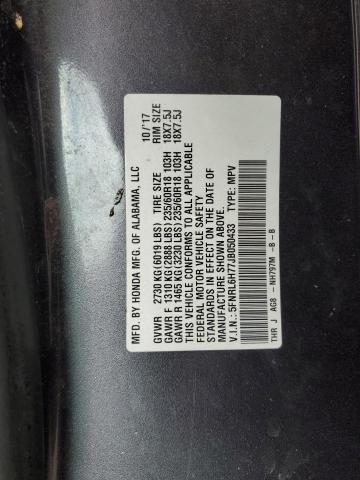 MFD. BY HONDA MFG. OF ALABAMA, LLC 10/'17
GVWR 2730 KG(6019 LBS) TIRE SIZE RIM SIZE
GAWR F 1310 KG(2888 LBS) 235/60R18 103H 18X7.5J
GAWR R 1465 KG(3230 LBS) 235/60R18 103H 18X7.5J
THIS VEHICLE CONFORMS TO ALL APPLICABLE
FEDERAL MOTOR VEHICLE SAFETY
STANDARDS IN EFFECT ON THE DATE OF
MANUFACTURE SHOWN ABOVE.
V.I.N.: 5FNRL6H77JB050433 TYPE: MPV
THR J AG8 - NH797M -B -B